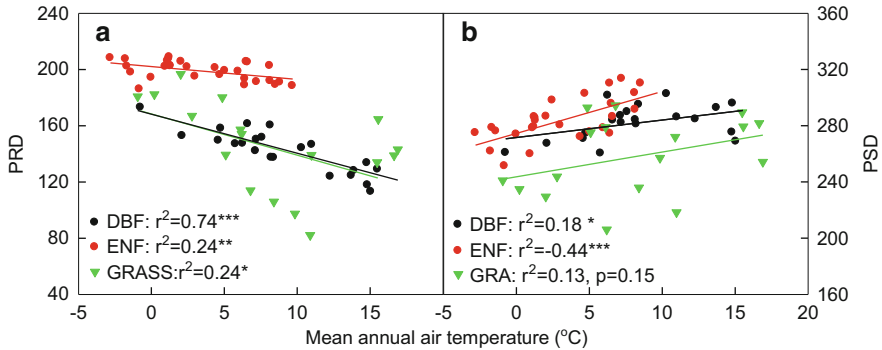 240
200
160
120
80
40
PRD
a
DBF: r²=0.74***
ENF: r²=0.24**
GRASS:r²=0.24*
-5 0 5 10 15
b
DBF: r²=0.18 *
ENF: r²=-0.44***
GRA: r²=0.13, p=0.15
-5 0 5 10 15 20
360
320
280
240
200
160
PSD
Mean annual air temperature (°C)